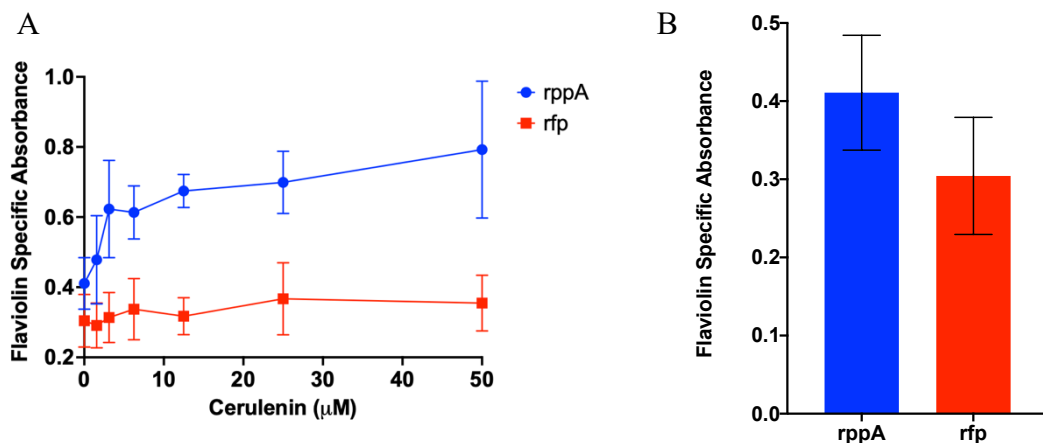 A
Flaviolin Specific Absorbance
1.0
0.8
0.6
0.4
0.2
0 10 20 30 40 50
Cerulenin (μM)
rppA
rfp
B
Flaviolin Specific Absorbance
0.5
0.4
0.3
0.2
0.1
0.0
rppA rfp